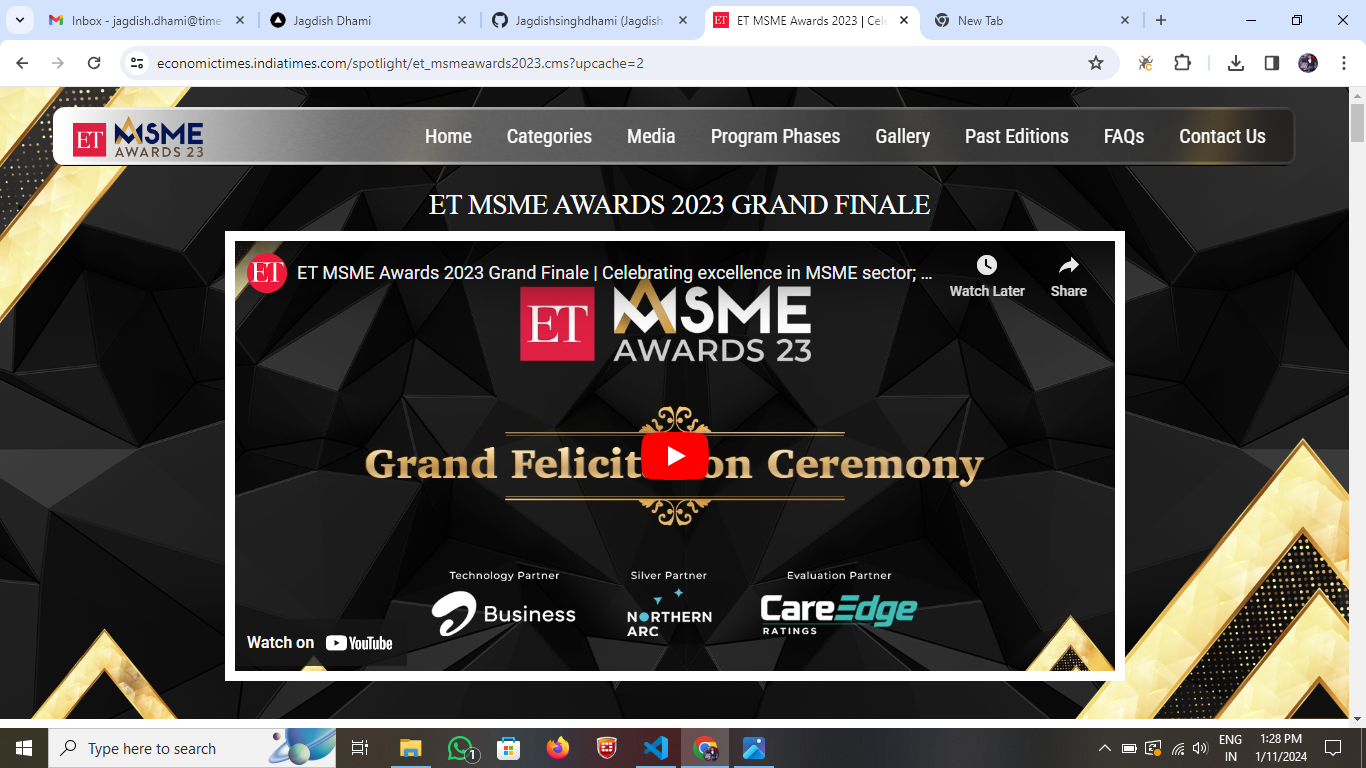 Inbox - jagdish.dhami@time
Jagdish Dhami
Jagdishsinghdhami (Jagdish
ET MSME Awards 2023 | Cele
New Tab
economictimes.indiatimes.com/spotlight/et_msmeawards2023.cms?upcache=2
ET MSME AWARDS 23
Home
Categories
Media
Program Phases
Gallery
Past Editions
FAQs
Contact Us
ET MSME AWARDS 2023 GRAND FINALE
ET
ET MSME Awards 2023 Grand Finale | Celebrating excellence in MSME sector; …
Watch Later
Share
ET MSME
AWARDS 23
Grand Ceremony
Technology Partner
Silver Partner
Evaluation Partner
Business
NORTHERN
ARC
CareEdge
RATINGS
Watch on YouTube
Type here to search
1
ENG
IN
1:28 PM
1/11/2024